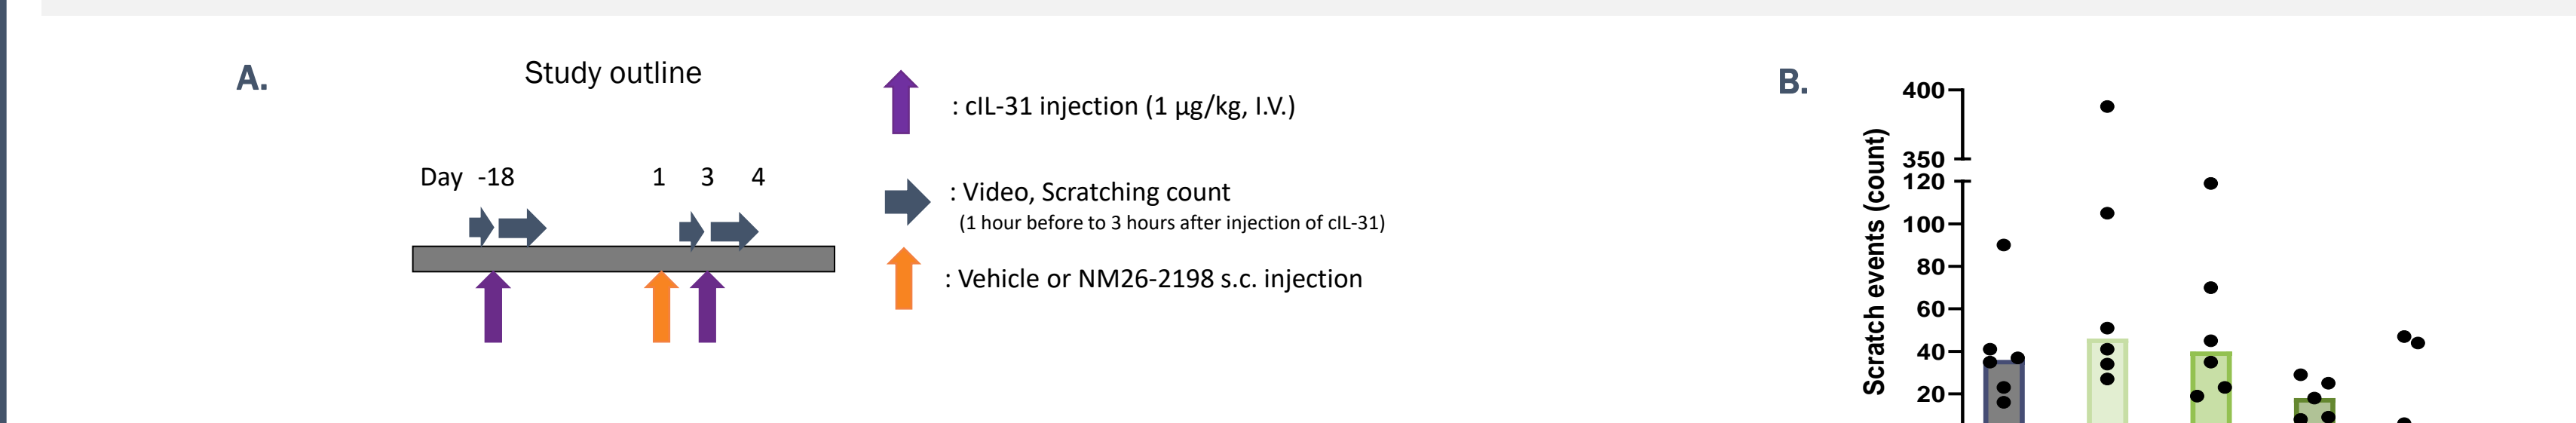 A.
Study outline
Day -18 1 3 4
: cIL-31 injection (1 µg/kg, I.V.)
: Video, Scratching count
(1 hour before to 3 hours after injection of cIL-31)
: Vehicle or NM26-2198 s.c. injection
B.
Scratch events (count)
400
350
120
100
80
60
40
20